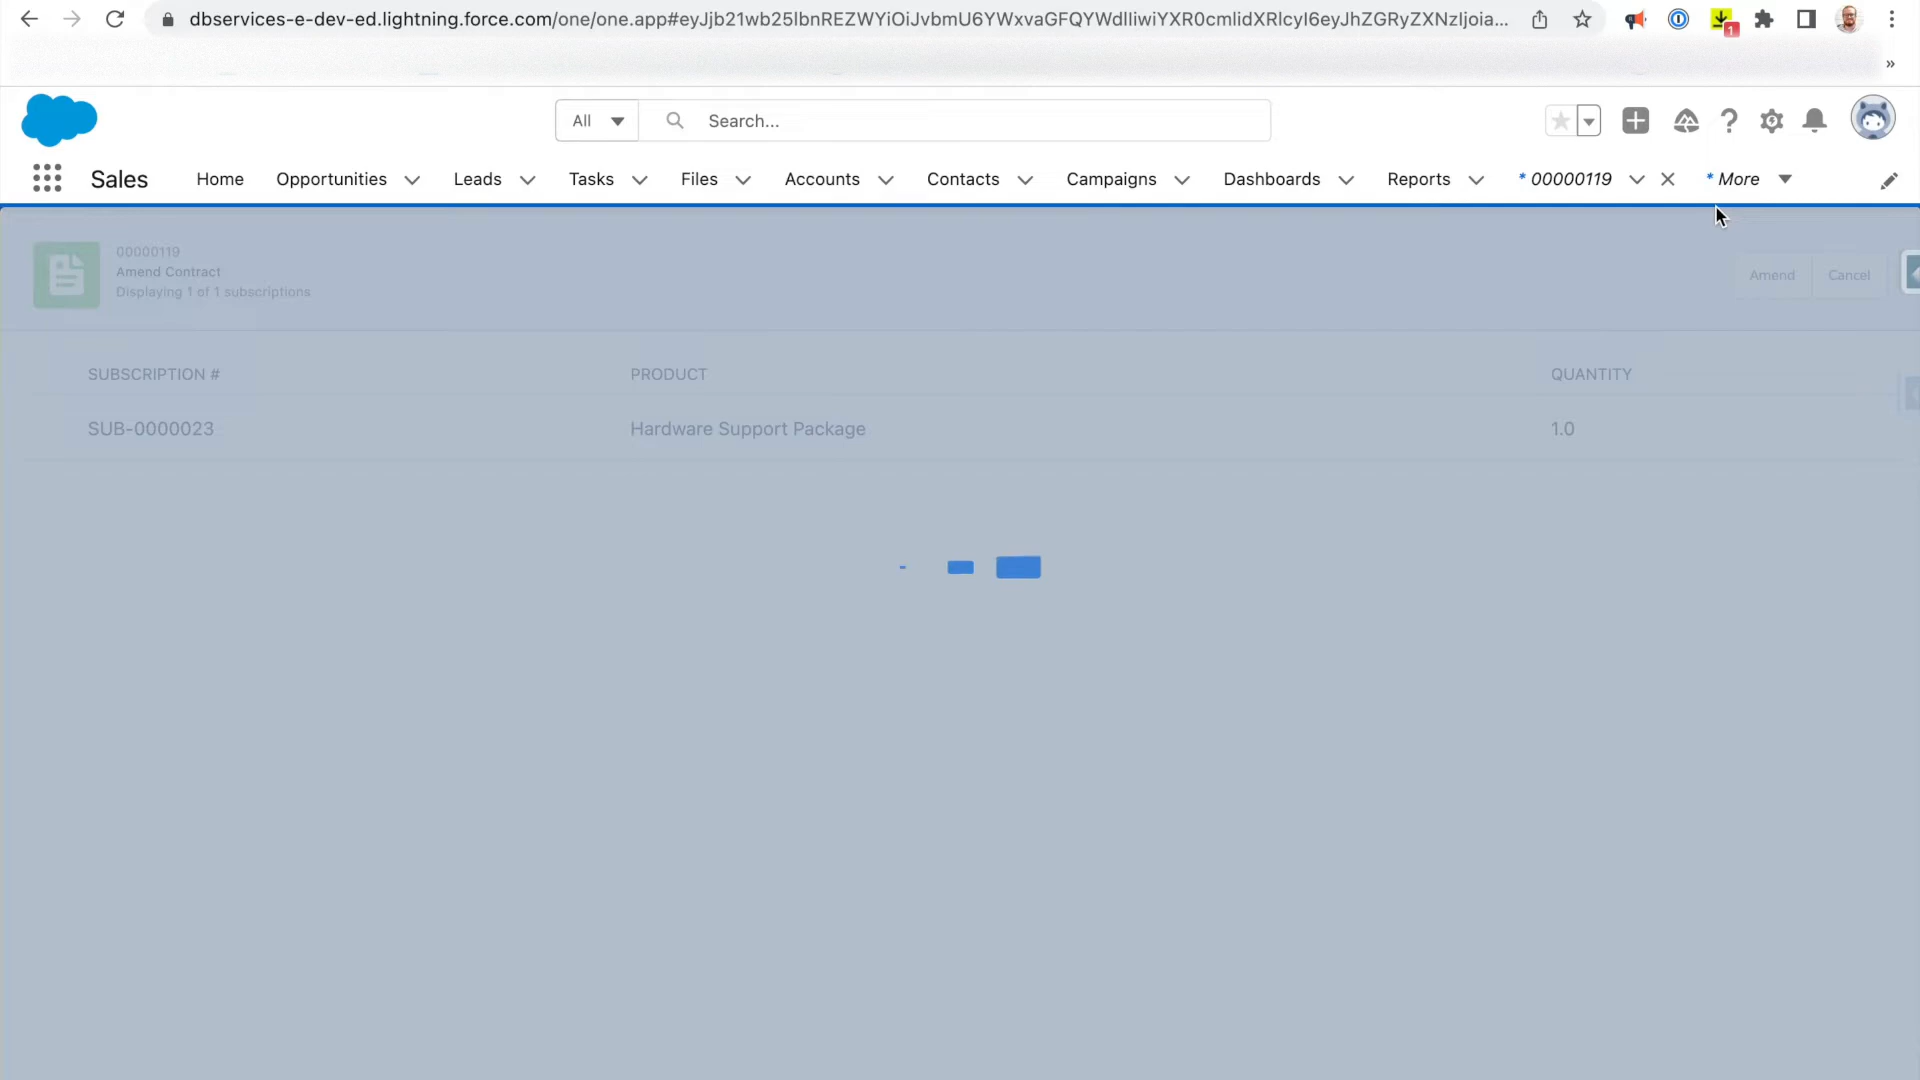 dbservices-e-dev-ed.lightning.force.com/one/one.app#eyJjb21wb25lbnREZWYiOiJvbmU6YWxvaGFQYWdlIiwiYXR0cmlidXRlcyI6eyJhZGRyZXNzIjoia...
1
»
All
Search...
Sales
Home
Opportunities
Leads
Tasks
Files
Accounts
Contacts
Campaigns
Dashboards
Reports
* 00000119
* More
00000119
Amend Contract
Displaying 1 of 1 subscriptions
Amend
Cancel
SUBSCRIPTION #
PRODUCT
QUANTITY
SUB-0000023
Hardware Support Package
1.0